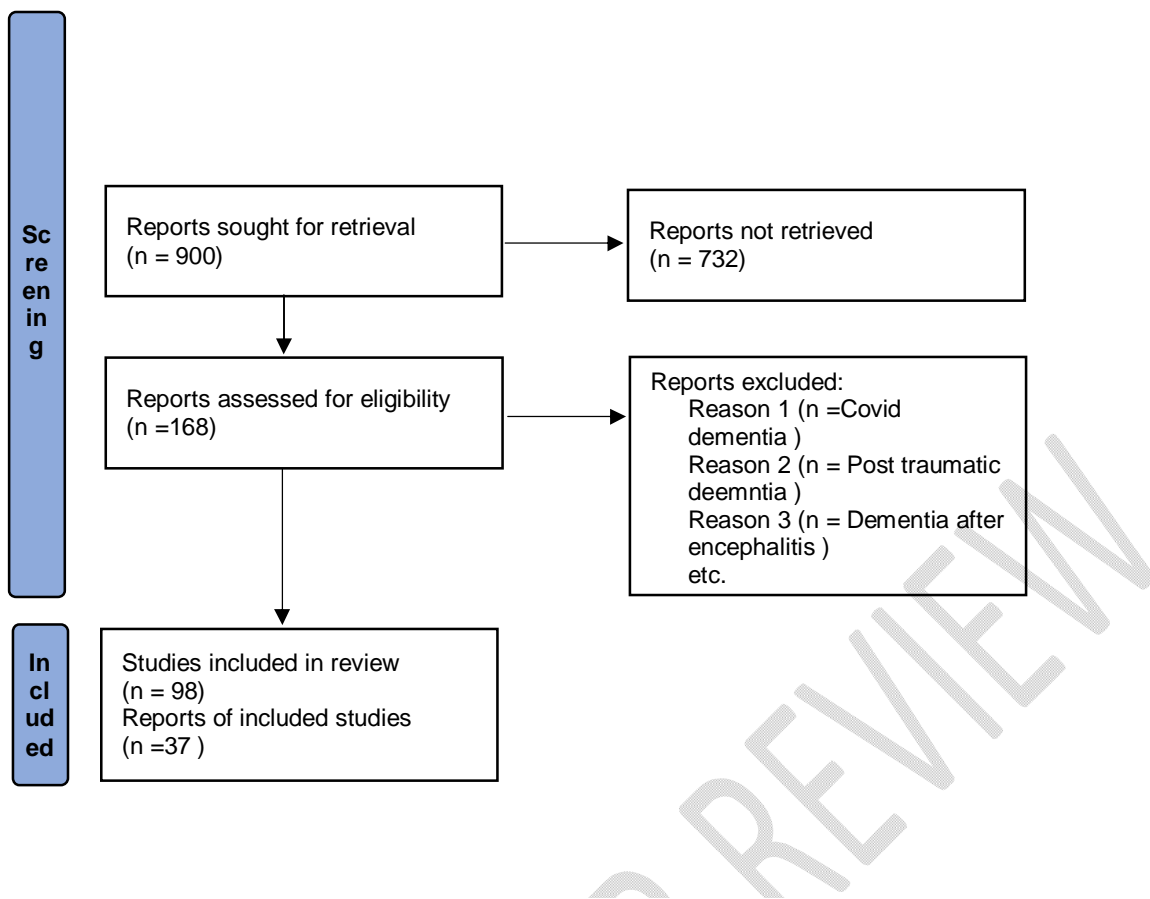 Sc
re
en
in
g
Reports sought for retrieval
(n = 900)
Reports not retrieved
(n = 732)
Reports assessed for eligibility
(n =168)
Reports excluded:
Reason 1 (n =Covid
dementia )
Reason 2 (n = Post traumatic
deemntia )
Reason 3 (n = Dementia after
encephalitis )
etc.
In
cl
ud
ed
Studies included in review
(n = 98)
Reports of included studies
(n =37 )
R REVIEW